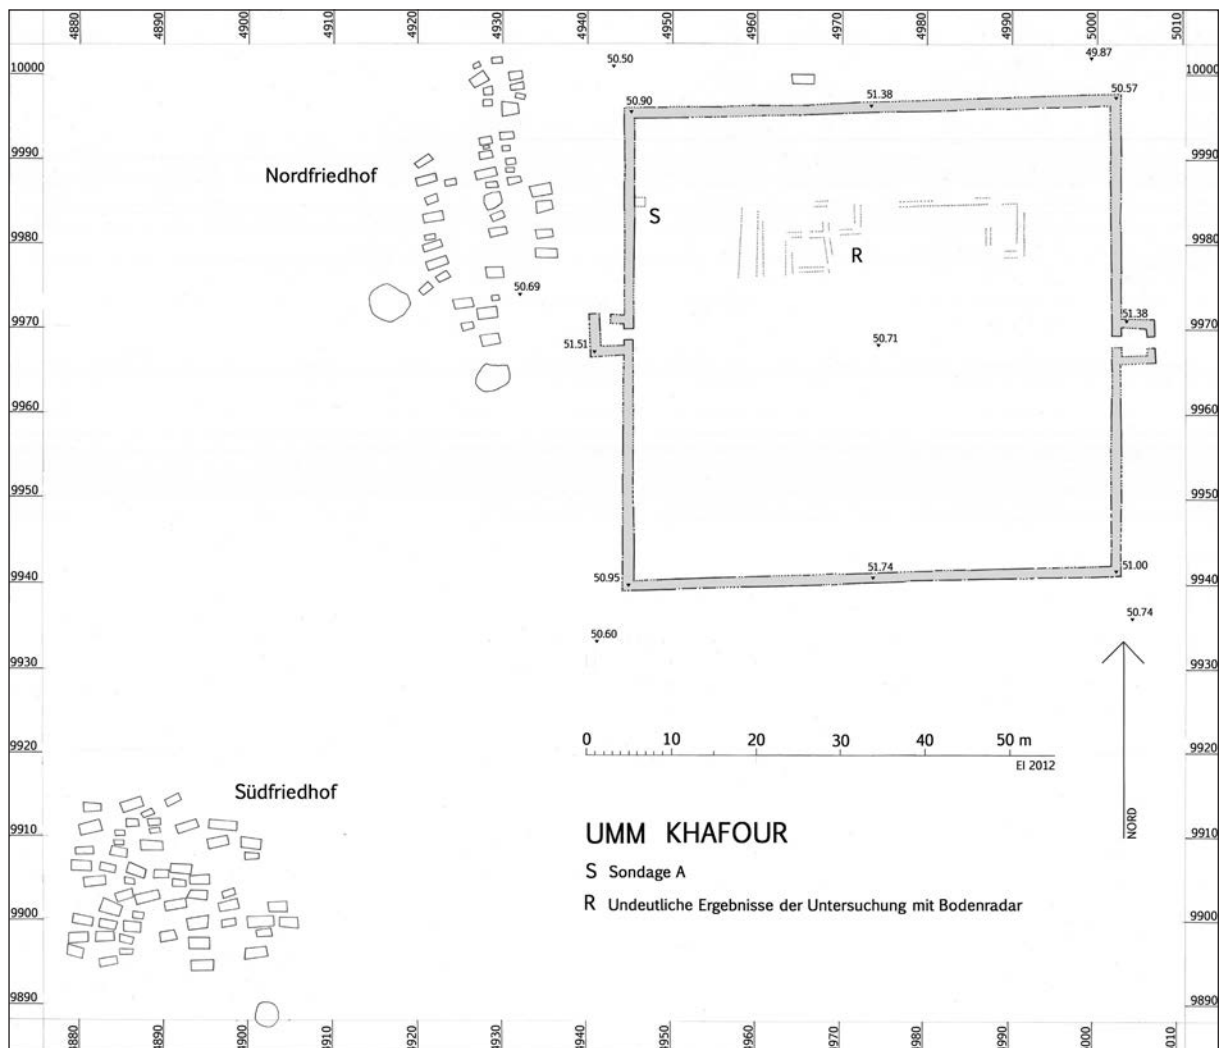 4880 4890 4900 4910 4920 4930 4940 4950 4960 4970 4980 4990 5000 5010
50.50 49.87
10000 10000
50.90 51.38 50.57
9990 9990
Nordfriedhof
S
9980 R 9980
50.69
9970 51.38 9970
51.51 50.71
9960 9960
9950 9950
50.95 51.74 51.00
9940 9940
50.74
50.60
9930 9930
0 10 20 30 40 50 m
9920 EI 2012 9920
Südfriedhof
NORD
9910 UMM KHAFOUR 9910
S Sondage A
R Undeutliche Ergebnisse der Untersuchung mit Bodenradar
9900 9900
9890 9890
4880 4890 4900 4910 4920 4930 4940 4950 4960 4970 4980 4990 5000 5010